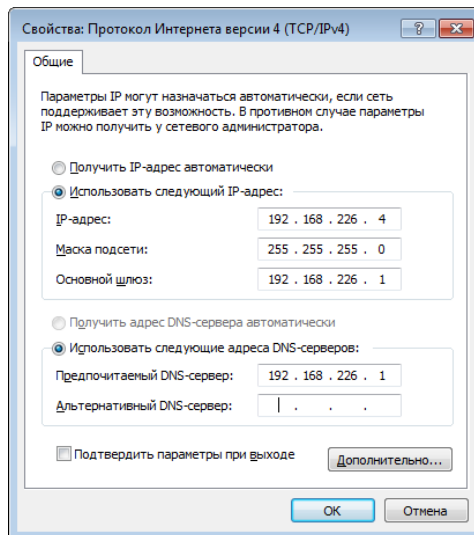 Свойства: Протокол Интернета версии 4 (TCP/IPv4)
Общие
Параметры IP могут назначаться автоматически, если сеть
поддерживает эту возможность. В противном случае параметры
IP можно получить у сетевого администратора.
Получить IP-адрес автоматически
Использовать следующий IP-адрес:
IP-адрес: 192 . 168 . 226 . 4
Маска подсети: 255 . 255 . 255 . 0
Основной шлюз: 192 . 168 . 226 . 1
Получить адрес DNS-сервера автоматически
Использовать следующие адреса DNS-серверов:
Предпочитаемый DNS-сервер: 192 . 168 . 226 . 1
Альтернативный DNS-сервер: . . .
Подтвердить параметры при выходе
Дополнительно...
ОК
Отмена